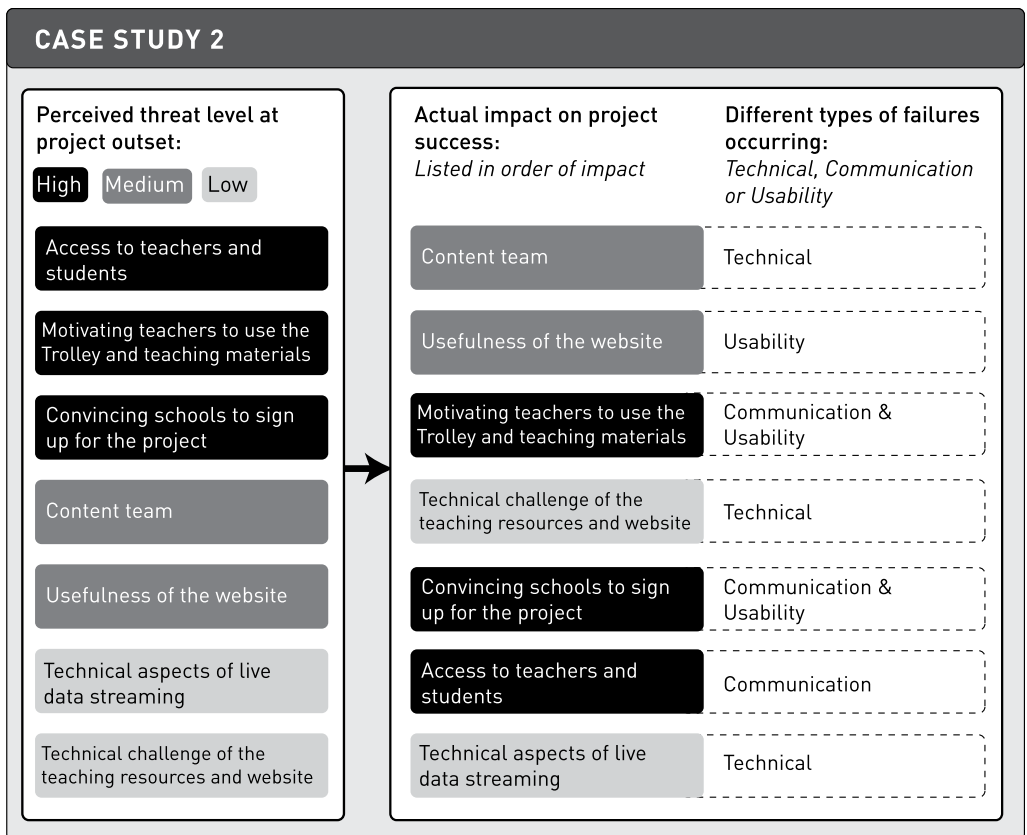 CASE STUDY 2
Perceived threat level at
project outset:
High Medium Low
Access to teachers and
students
Motivating teachers to use the
Trolley and teaching materials
Convincing schools to sign
up for the project
Content team
Usefulness of the website
Technical aspects of live
data streaming
Technical challenge of the
teaching resources and website
Actual impact on project
success:
Listed in order of impact
Different types of failures
occurring:
Technical, Communication
or Usability
Content team
Technical
Usefulness of the website
Usability
Motivating teachers to use the
Trolley and teaching materials
Communication &
Usability
Technical challenge of the
teaching resources and website
Technical
Convincing schools to sign
up for the project
Communication &
Usability
Access to teachers and
students
Communication
Technical aspects of live
data streaming
Technical